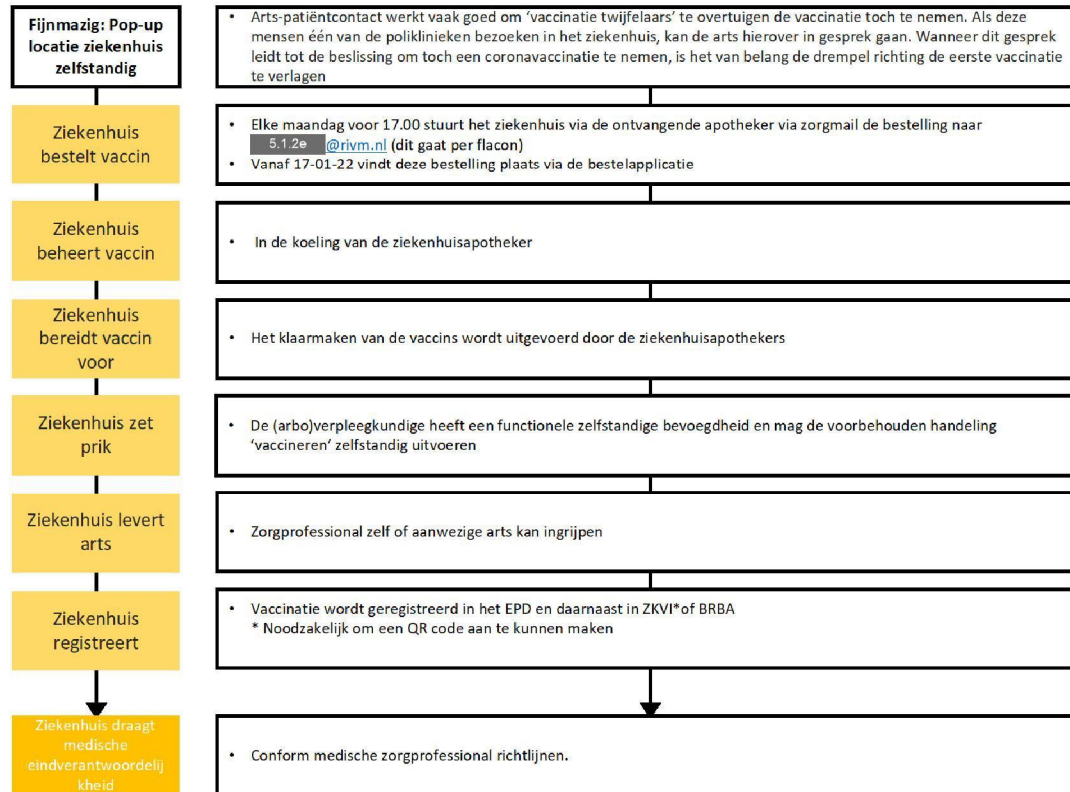 Fijnmazig: Pop-up
locatie ziekenhuis
zelfstandig
• Arts-patiëntcontact werkt vaak goed om ‘vaccinatie twijfelaars’ te overtuigen de vaccinatie toch te nemen. Als deze
mensen één van de poliklinieken bezoeken in het ziekenhuis, kan de arts hierover in gesprek gaan. Wanneer dit gesprek
leidt tot de beslissing om toch een coronavaccinatie te nemen, is het van belang de drempel richting de eerste vaccinatie
te verlagen
Ziekenhuis
bestelt vaccin
• Elke maandag voor 17.00 stuurt het ziekenhuis via de ontvangende apotheker via zorgmail de bestelling naar
5.1.2e @rivm.nl (dit gaat per flacon)
• Vanaf 17-01-22 vindt deze bestelling plaats via de bestelapplicatie
Ziekenhuis
beheert vaccin
• In de koeling van de ziekenhuisapotheker
Ziekenhuis
bereidt vaccin
voor
• Het klaarmaken van de vaccins wordt uitgevoerd door de ziekenhuisapothekers
Ziekenhuis zet
prik
• De (arbo)verpleegkundige heeft een functionele zelfstandige bevoegdheid en mag de voorbehouden handeling
‘vaccineren‘ zelfstandig uitvoeren
Ziekenhuis levert
arts
• Zorgprofessional zelf of aanwezige arts kan ingrijpen
Ziekenhuis
registreert
• Vaccinatie wordt geregistreerd in het EPD en daarnaast in ZKVI*of BRBA
* Noodzakelijk om een QR code aan te kunnen maken
Ziekenhuis draagt
medische
eindverantwoordelij
kheid
• Conform medische zorgprofessional richtlijnen.